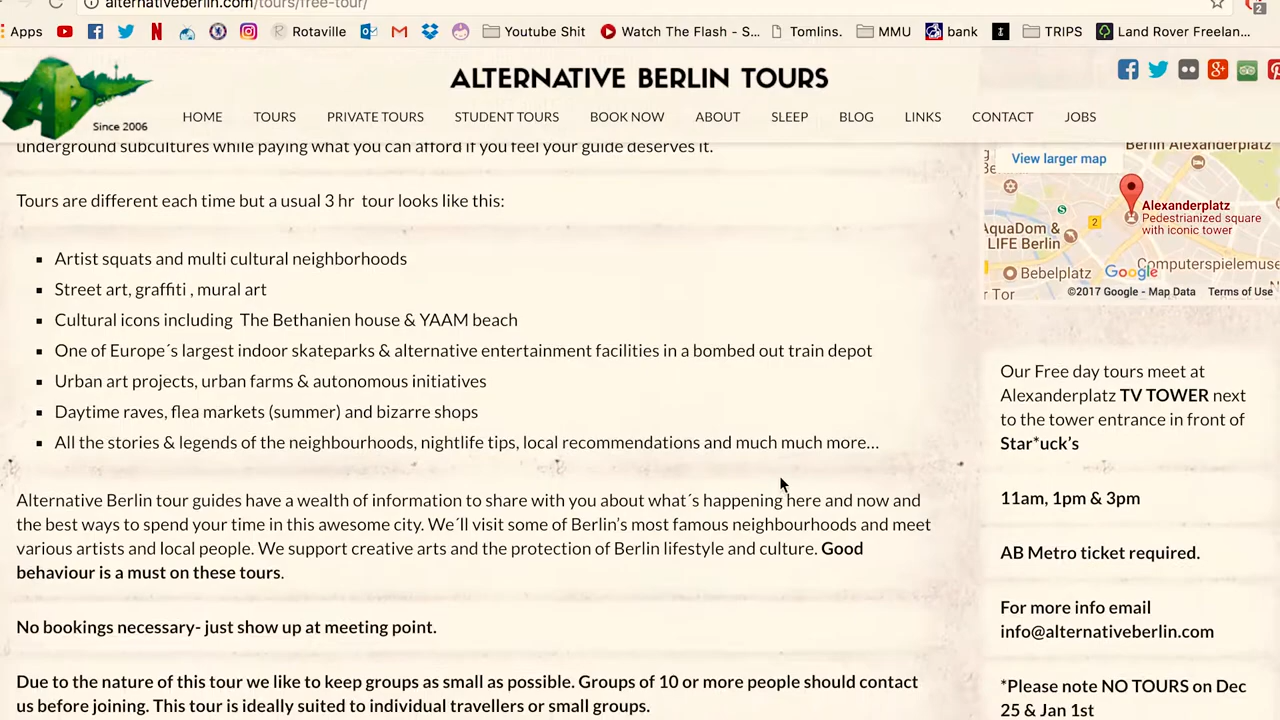 alternativeberlin.com/tours/free-tour/
2
Apps
Rotaville
Youtube Shit
Watch The Flash - S...
Tomlins.
MMU
bank
TRIPS
Land Rover Freelan...
Since 2006
ALTERNATIVE BERLIN TOURS
HOME TOURS PRIVATE TOURS STUDENT TOURS BOOK NOW ABOUT SLEEP BLOG LINKS CONTACT JOBS
underground subcultures while paying what you can afford if you feel your guide deserves it.
Tours are different each time but a usual 3 hr tour looks like this:
Artist squats and multi cultural neighborhoods
Street art, graffiti , mural art
Cultural icons including The Bethanien house & YAAM beach
One of Europe´s largest indoor skateparks & alternative entertainment facilities in a bombed out train depot
Urban art projects, urban farms & autonomous initiatives
Daytime raves, flea markets (summer) and bizarre shops
All the stories & legends of the neighbourhoods, nightlife tips, local recommendations and much much more...
Alternative Berlin tour guides have a wealth of information to share with you about what´s happening here and now and
the best ways to spend your time in this awesome city. We´ll visit some of Berlin's most famous neighbourhoods and meet
various artists and local people. We support creative arts and the protection of Berlin lifestyle and culture. Good
behaviour is a must on these tours.
No bookings necessary- just show up at meeting point.
Due to the nature of this tour we like to keep groups as small as possible. Groups of 10 or more people should contact
us before joining. This tour is ideally suited to individual travellers or small groups.
Berlin Alexanderplatz
View larger map
Alexanderplatz
Pedestrianized square
with iconic tower
2
AquaDom &
LIFE Berlin
Computerspielemuse
Bebelplatz
Google
r Tor
©2017 Google - Map Data Terms of Use
Our Free day tours meet at
Alexanderplatz TV TOWER next
to the tower entrance in front of
Star*uck's
11am, 1pm & 3pm
AB Metro ticket required.
For more info email
info@alternativeberlin.com
*Please note NO TOURS on Dec
25 & Jan 1st